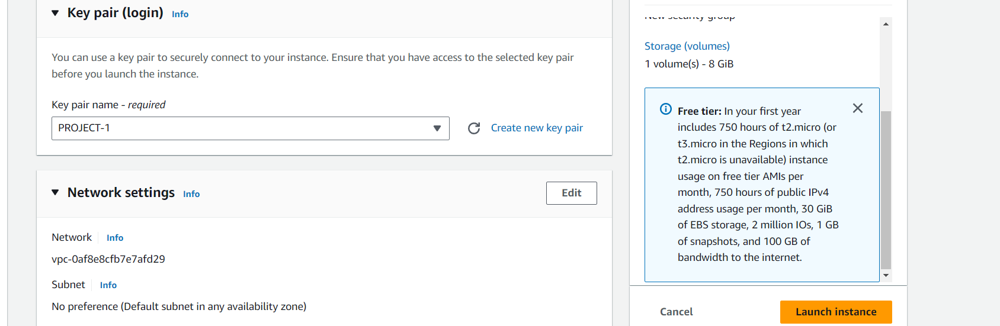 Key pair (login) Info
You can use a key pair to securely connect to your instance. Ensure that you have access to the selected key pair
before you launch the instance.
Key pair name - required
PROJECT-1
Create new key pair
Network settings Info
Edit
Network Info
vpc-0af8e8cfb7e7afd29
Subnet Info
No preference (Default subnet in any availability zone)
New security group
Storage (volumes)
1 volume(s) - 8 GiB
Free tier: In your first year
includes 750 hours of t2.micro (or
t3.micro in the Regions in which
t2.micro is unavailable) instance
usage on free tier AMIs per
month, 750 hours of public IPv4
address usage per month, 30 GiB
of EBS storage, 2 million IOs, 1 GB
of snapshots, and 100 GB of
bandwidth to the internet.
Cancel
Launch instance